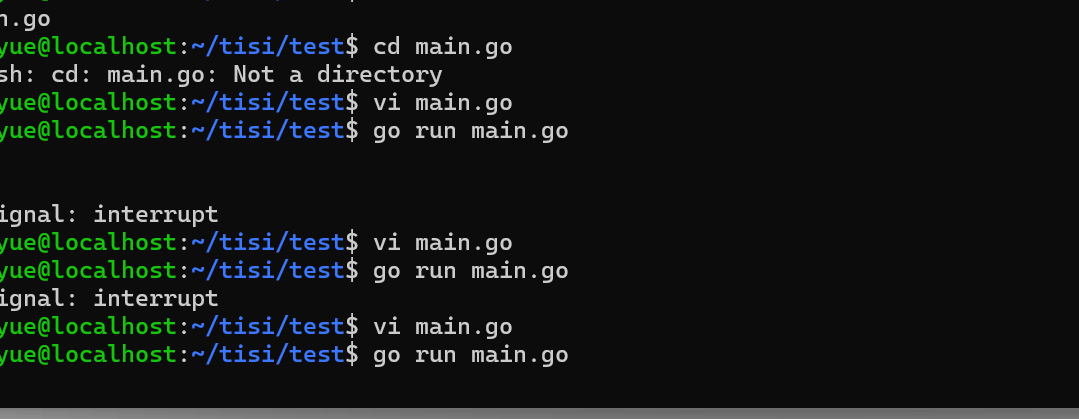 n.go
yue@localhost:~/tisi/test$ cd main.go
sh: cd: main.go: Not a directory
yue@localhost:~/tisi/test$ vi main.go
yue@localhost:~/tisi/test$ go run main.go
ignal: interrupt
yue@localhost:~/tisi/test$ vi main.go
yue@localhost:~/tisi/test$ go run main.go
ignal: interrupt
yue@localhost:~/tisi/test$ vi main.go
yue@localhost:~/tisi/test$ go run main.go